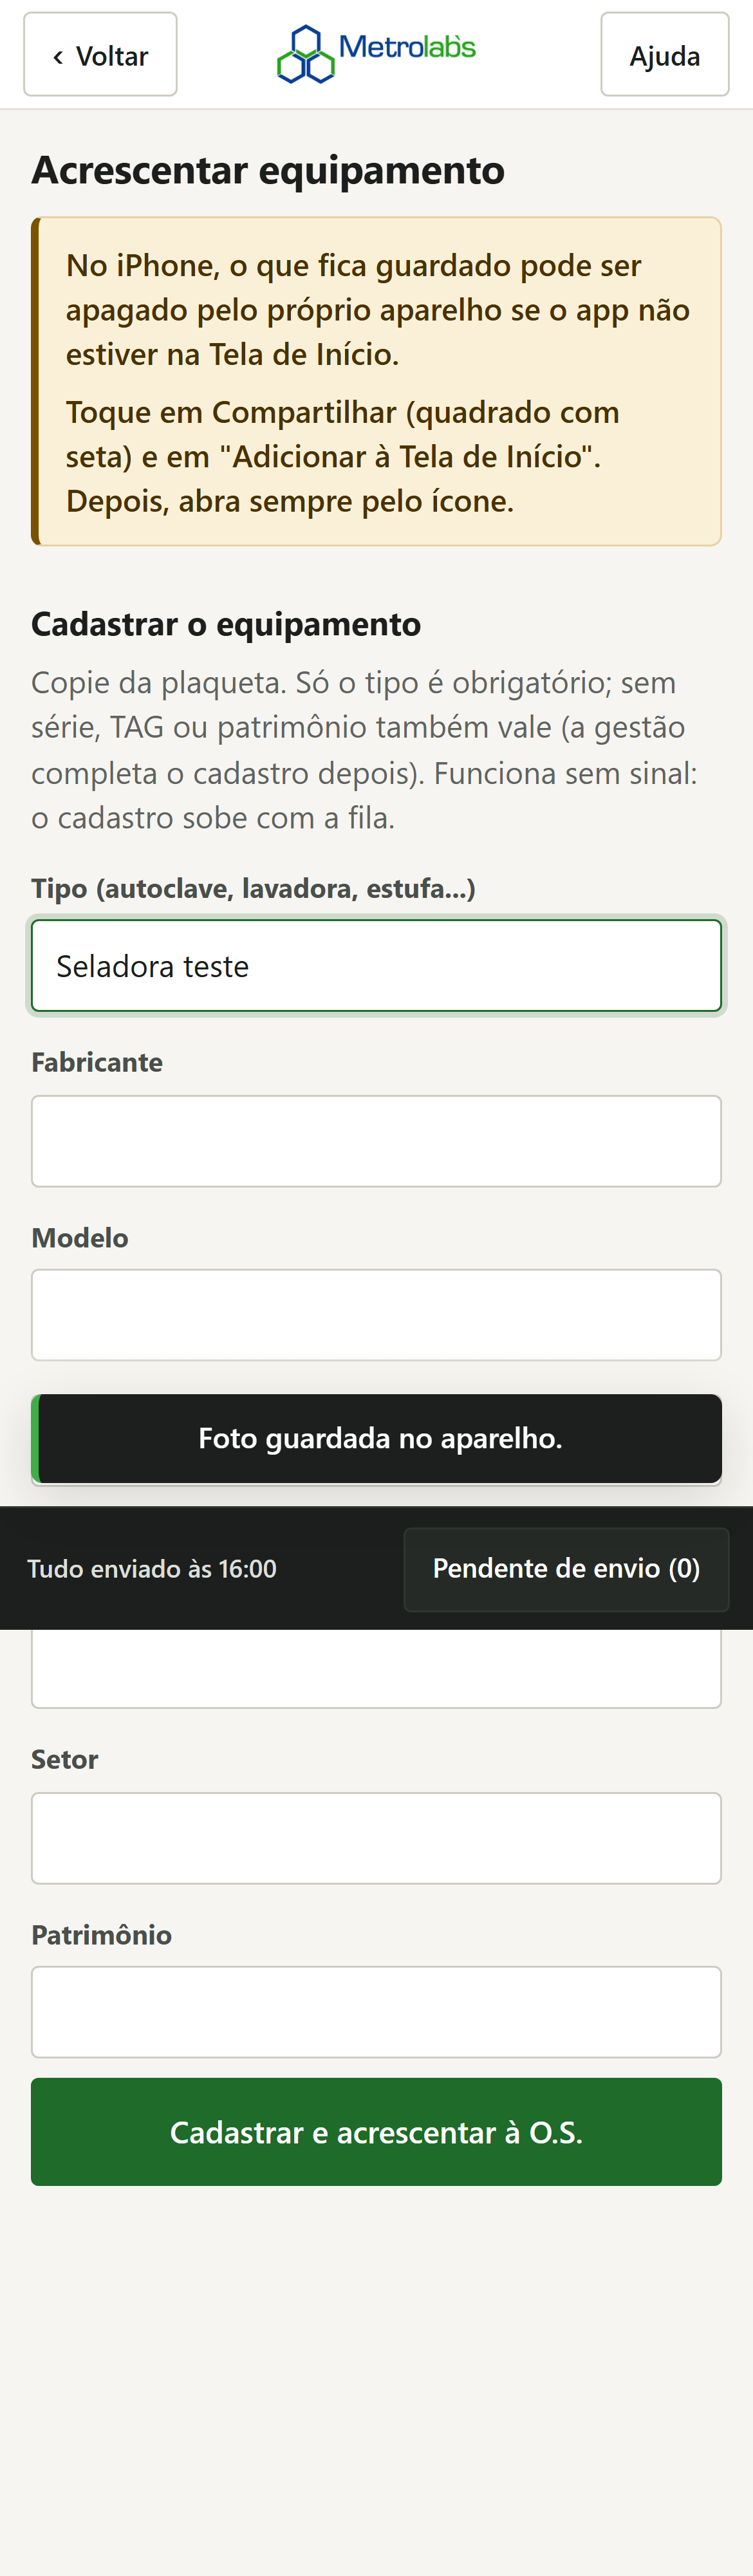 ‹ Voltar
Metrolabs
Ajuda
Acrescentar equipamento
No iPhone, o que fica guardado pode ser
apagado pelo próprio aparelho se o app não
estiver na Tela de Início.
Toque em Compartilhar (quadrado com
seta) e em "Adicionar à Tela de Início".
Depois, abra sempre pelo ícone.
Cadastrar o equipamento
Copie da plaqueta. Só o tipo é obrigatório; sem
série, TAG ou patrimônio também vale (a gestão
completa o cadastro depois). Funciona sem sinal:
o cadastro sobe com a fila.
Tipo (autoclave, lavadora, estufa...)
Seladora teste
Fabricante
Modelo
Foto guardada no aparelho.
Tudo enviado às 16:00
Pendente de envio (0)
Setor
Patrimônio
Cadastrar e acrescentar à O.S.